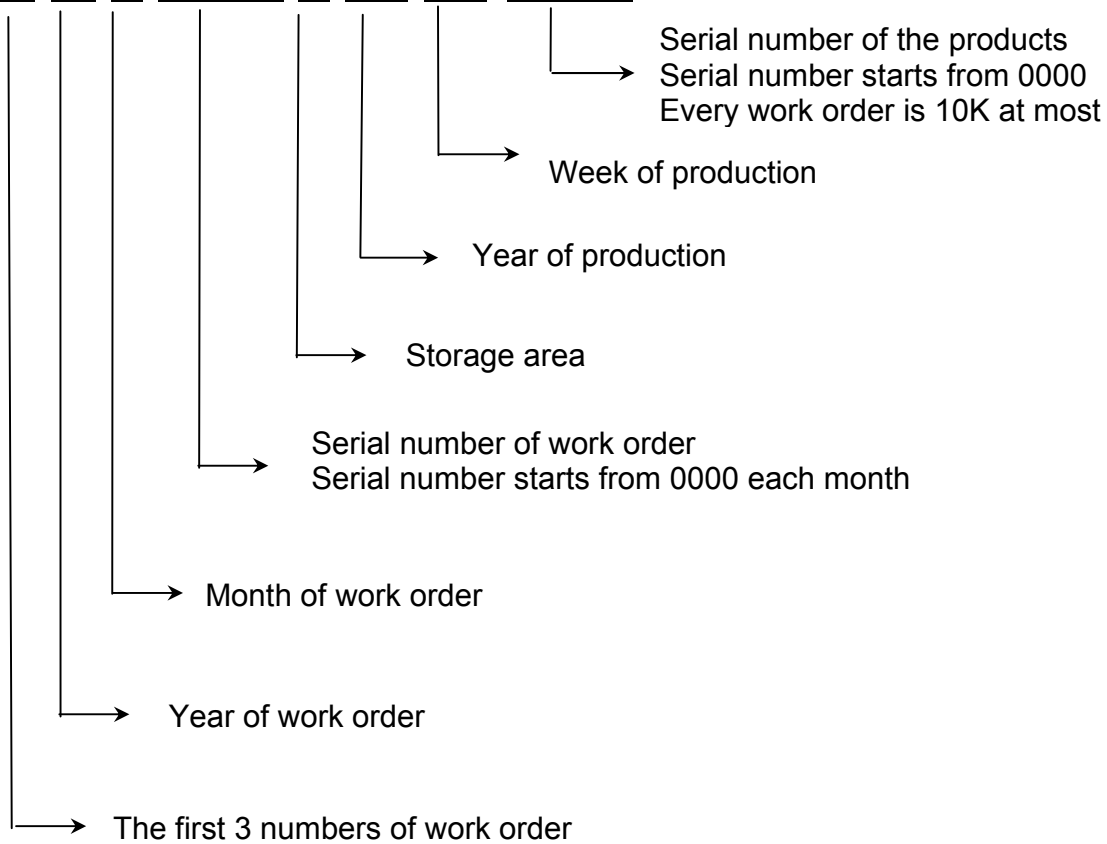 Serial number of the products
Serial number starts from 0000
Every work order is 10K at most
Week of production
Year of production
Storage area
Serial number of work order
Serial number starts from 0000 each month
Month of work order
Year of work order
The first 3 numbers of work order